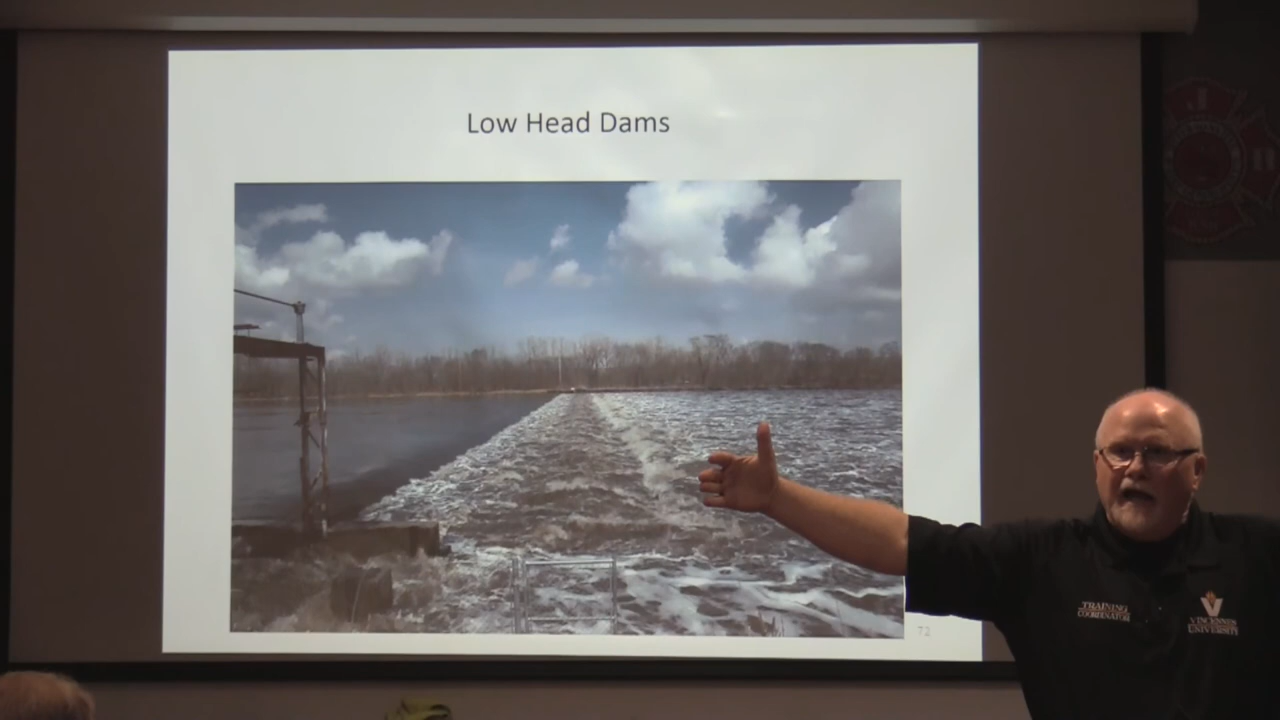 Low Head Dams
72
TRAINING
COORDINATOR
VINCENNES
UNIVERSITY